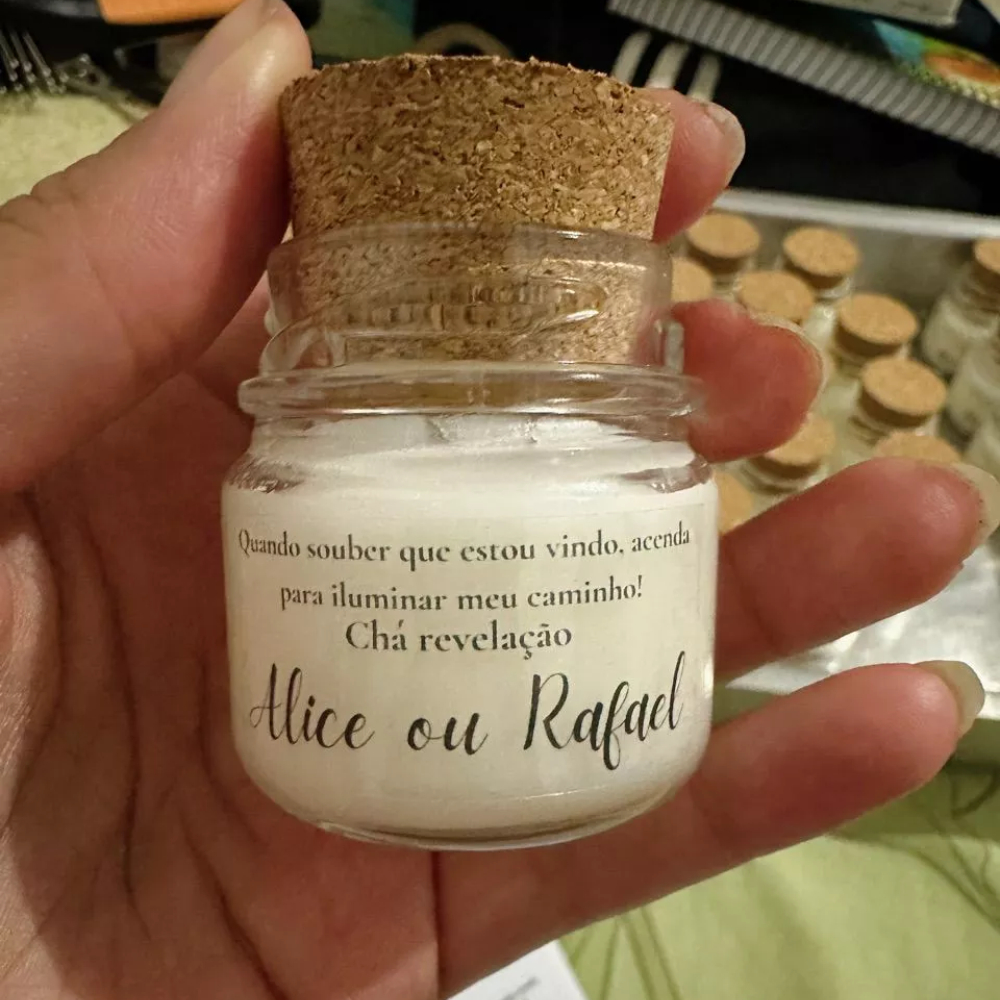 Quando souber que estou vindo, acenda
para iluminar meu caminho!
Chá revelação
Alice ou Rafael